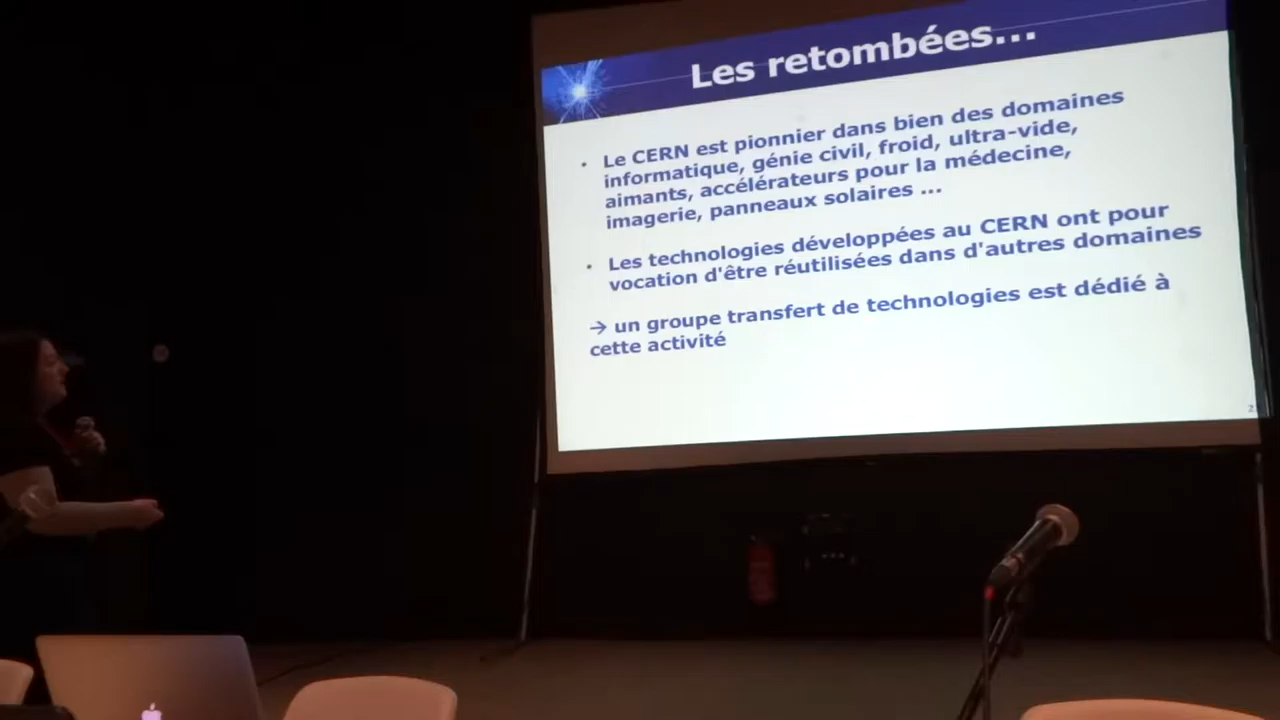 Les retombées...
• Le CERN est pionnier dans bien des domaines
informatique, génie civil, froid, ultra-vide,
aimants, accélérateurs pour la médecine,
imagerie, panneaux solaires ...
• Les technologies développées au CERN ont pour
vocation d'être réutilisées dans d'autres domaines
→ un groupe transfert de technologies est dédié à
cette activité